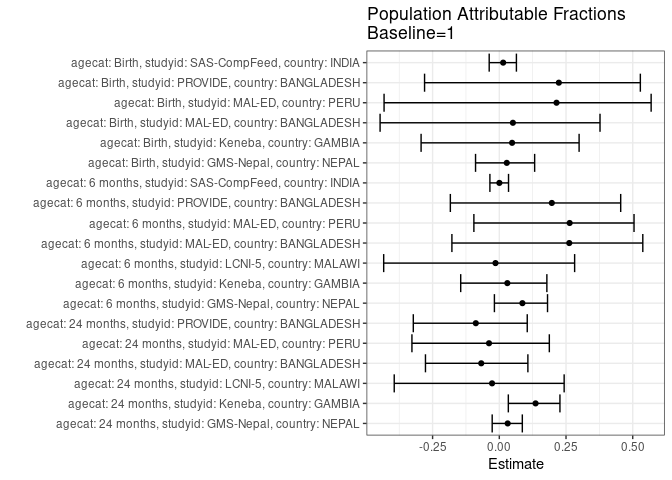 Population Attributable Fractions
Baseline=1
agecat: Birth, studyid: SAS-CompFeed, country: INDIA
agecat: Birth, studyid: PROVIDE, country: BANGLADESH
agecat: Birth, studyid: MAL-ED, country: PERU
agecat: Birth, studyid: MAL-ED, country: BANGLADESH
agecat: Birth, studyid: Keneba, country: GAMBIA
agecat: Birth, studyid: GMS-Nepal, country: NEPAL
agecat: 6 months, studyid: SAS-CompFeed, country: INDIA
agecat: 6 months, studyid: PROVIDE, country: BANGLADESH
agecat: 6 months, studyid: MAL-ED, country: PERU
agecat: 6 months, studyid: MAL-ED, country: BANGLADESH
agecat: 6 months, studyid: LCNI-5, country: MALAWI
agecat: 6 months, studyid: Keneba, country: GAMBIA
agecat: 6 months, studyid: GMS-Nepal, country: NEPAL
agecat: 24 months, studyid: PROVIDE, country: BANGLADESH
agecat: 24 months, studyid: MAL-ED, country: PERU
agecat: 24 months, studyid: MAL-ED, country: BANGLADESH
agecat: 24 months, studyid: LCNI-5, country: MALAWI
agecat: 24 months, studyid: Keneba, country: GAMBIA
agecat: 24 months, studyid: GMS-Nepal, country: NEPAL
-0.25 0.00 0.25 0.50
Estimate